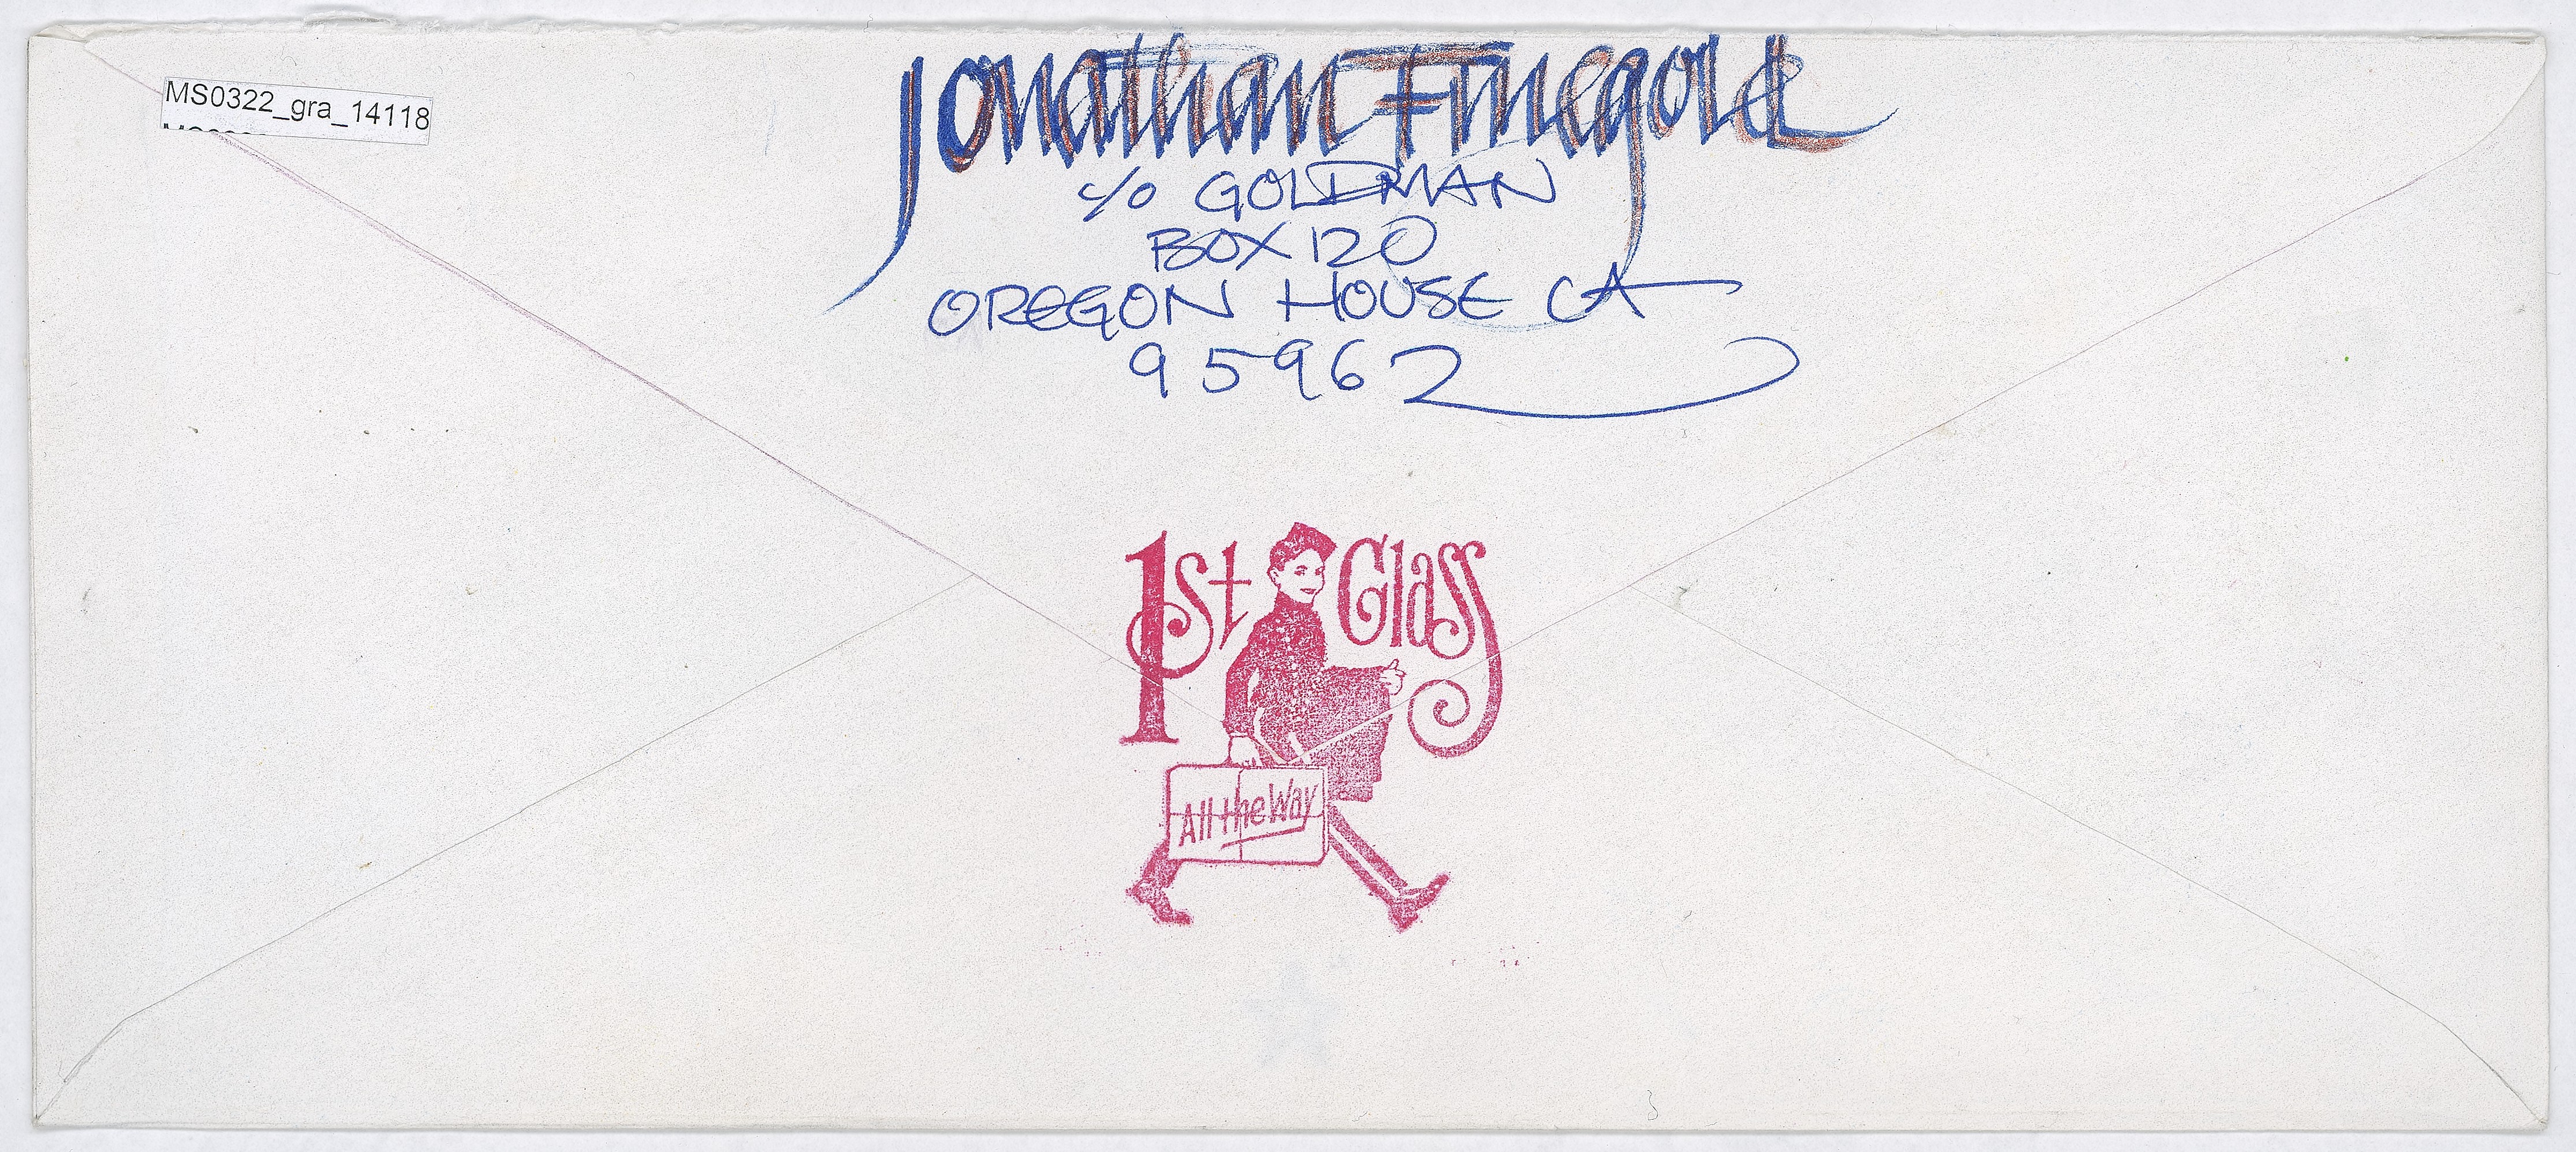 MS0322_gra_14118
Jonathan Finegold
c/o GOLDMAN
BOX 120
OREGON HOUSE CA
95962
1st Class
All the Way